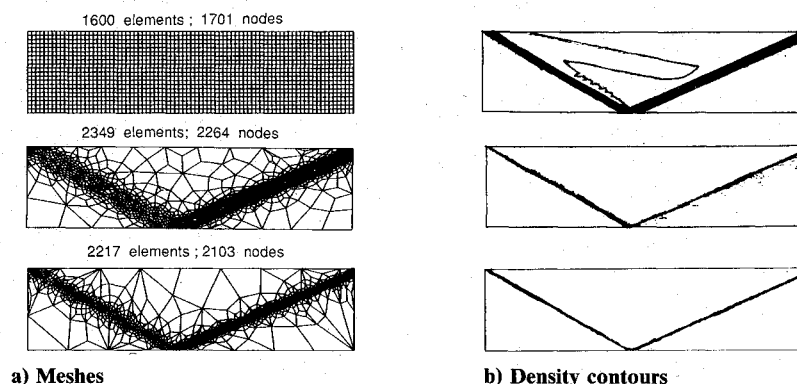 1600 elements ; 1701 nodes
2349 elements; 2264 nodes
2217 elements ; 2103 nodes
a) Meshes
b) Density contours